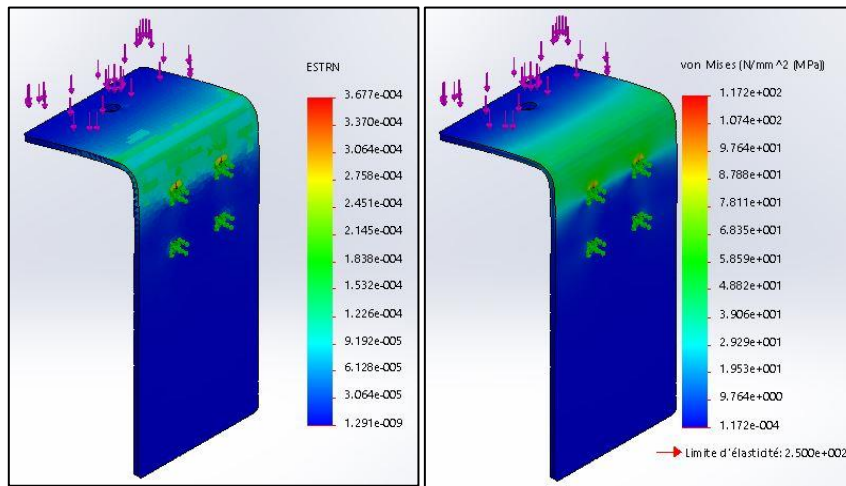 ESTRN
3.677e-004
3.370e-004
3.064e-004
2.758e-004
2.451e-004
2.145e-004
1.838e-004
1.532e-004
1.226e-004
9.192e-005
6.128e-005
3.064e-005
1.291e-009
von Mises (N/mm^2 (MPa))
1.172e+002
1.074e+002
9.764e+001
8.788e+001
7.811e+001
6.835e+001
5.859e+001
4.882e+001
3.906e+001
2.929e+001
1.953e+001
9.764e+000
1.172e-004
Limite d'élasticité: 2.500e+002